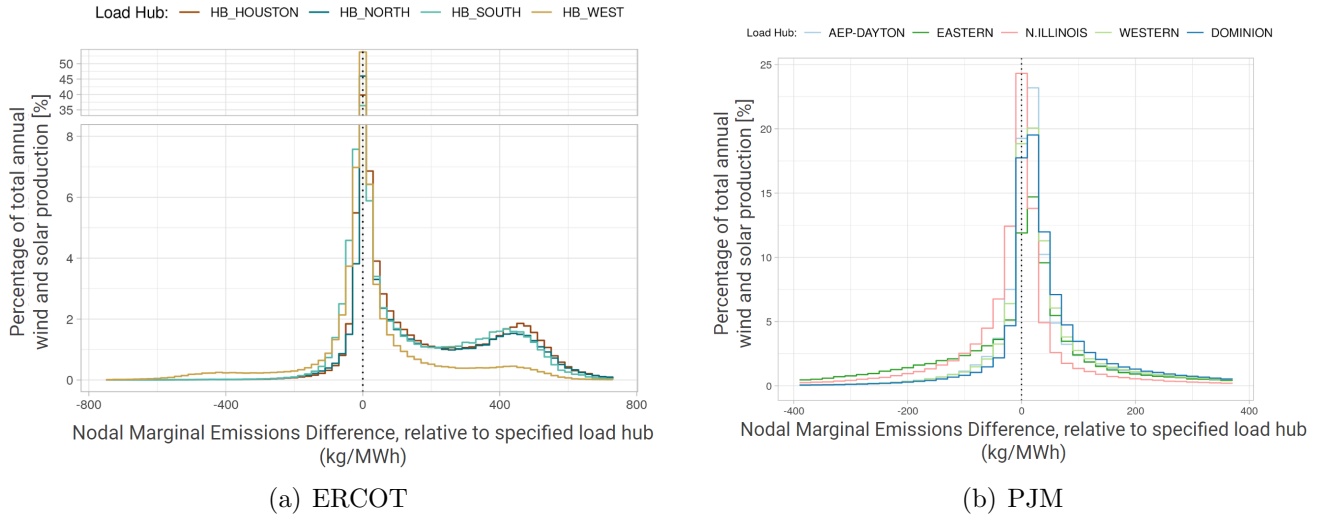 Load Hub: HB_HOUSTON HB_NORTH HB_SOUTH HB_WEST
Percentage of total annual
wind and solar production [%]
50
45
40
35
8
6
4
2
0
-800 -400 0 400 800
Nodal Marginal Emissions Difference, relative to specified load hub
(kg/MWh)
(a) ERCOT
Load Hub: AEP-DAYTON EASTERN N.ILLINOIS WESTERN DOMINION
Percentage of total annual
wind and solar production [%]
25
20
15
10
5
0
-400 -200 0 200 400
Nodal Marginal Emissions Difference, relative to specified load hub
(kg/MWh)
(b) PJM